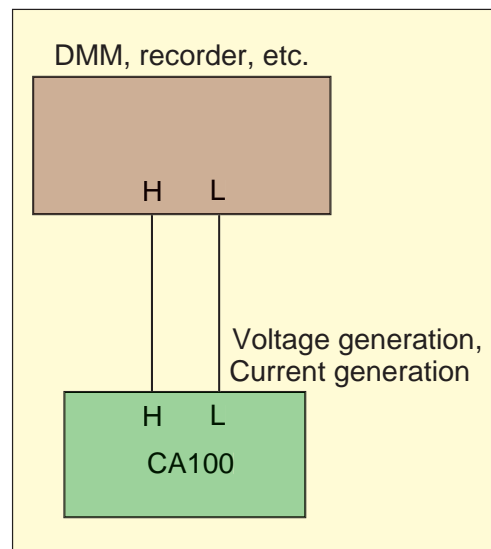 DMM, recorder, etc.
H L
Voltage generation,
Current generation
H L
CA100